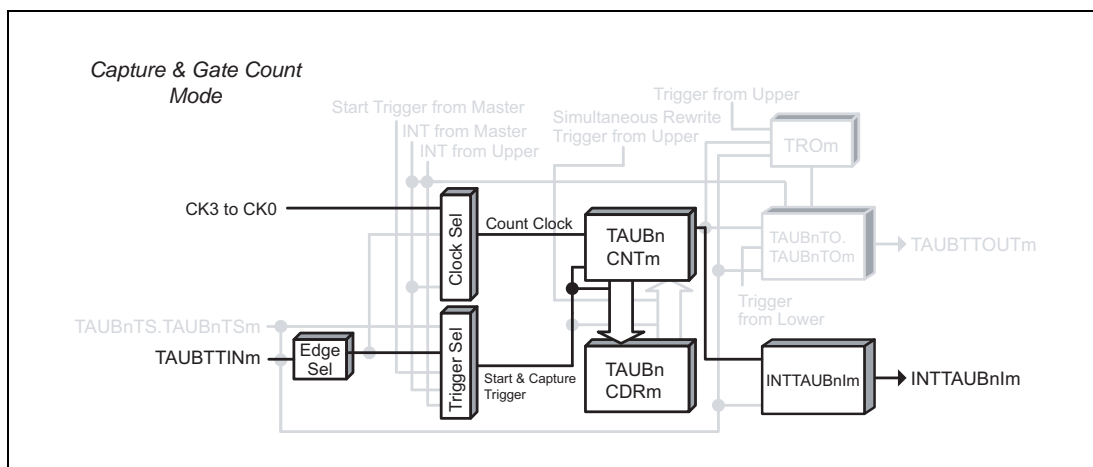 Capture & Gate Count
Mode
Start Trigger from Master
INT from Master
INT from Upper
Simultaneous Rewrite
Trigger from Upper
Trigger from Upper
TROm
CK3 to CK0
Clock Sel
Count Clock
TAUBn
CNTm
TAUBnTO.
TAUBnTOm
TAUBTTOUTm
Trigger
from Lower
TAUBnTS.TAUBnTSm
TAUBTTINm
Edge
Sel
Trigger Sel
Start & Capture
Trigger
TAUBn
CDRm
INTTAUBnIm
INTTAUBnIm